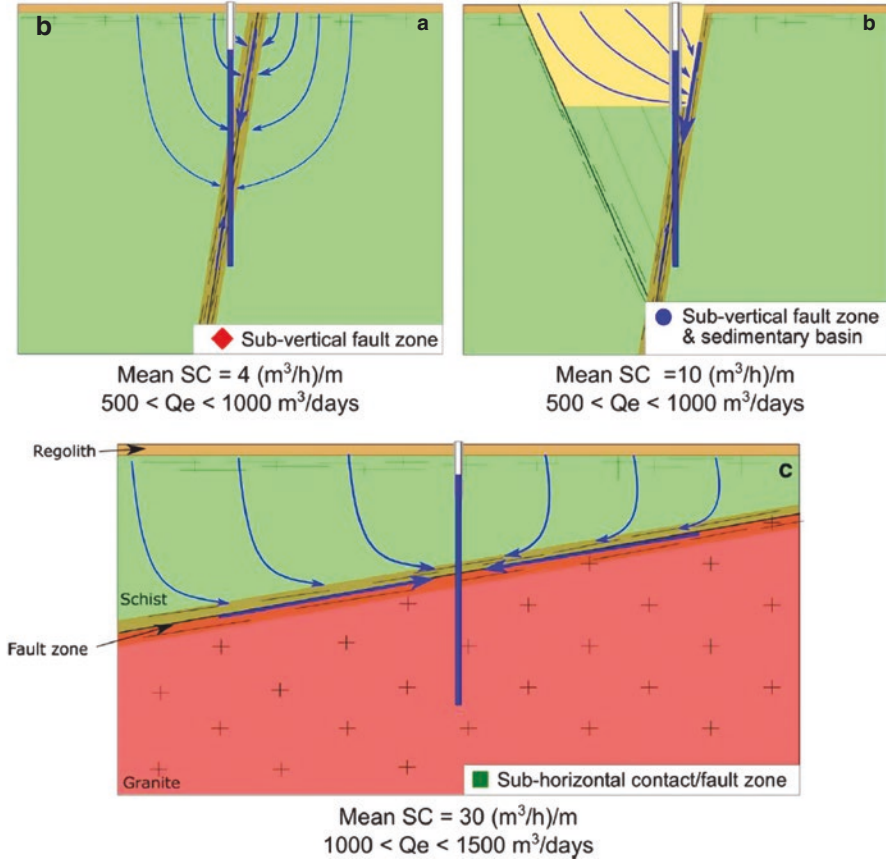 b
a
Sub-vertical fault zone
Mean SC = 4 (m³/h)/m
500 < Qe < 1000 m³/days
b
Sub-vertical fault zone
& sedimentary basin
Mean SC =10 (m³/h)/m
500 < Qe < 1000 m³/days
Regolith
c
Schist
Fault zone
Granite
Sub-horizontal contact/fault zone
Mean SC = 30 (m³/h)/m
1000 < Qe < 1500 m³/days